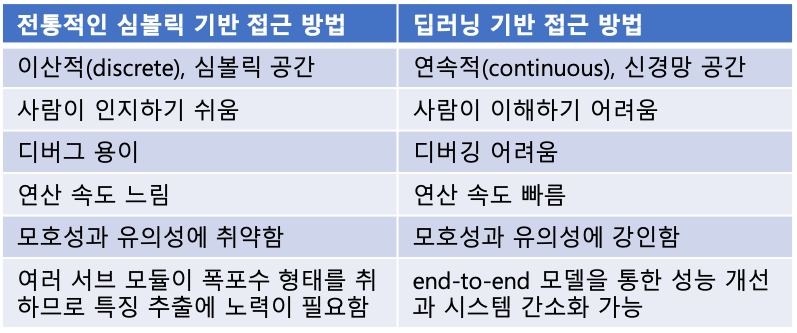 전통적인 심볼릭 기반 접근 방법
딥러닝 기반 접근 방법
이산적(discrete), 심볼릭 공간
연속적(continuous), 신경망 공간
사람이 인지하기 쉬움
사람이 이해하기 어려움
디버그 용이
디버깅 어려움
연산 속도 느림
연산 속도 빠름
모호성과 유의성에 취약함
모호성과 유의성에 강인함
여러 서브 모듈이 폭포수 형태를 취
하므로 특징 추출에 노력이 필요함
end-to-end 모델을 통한 성능 개선
과 시스템 간소화 가능